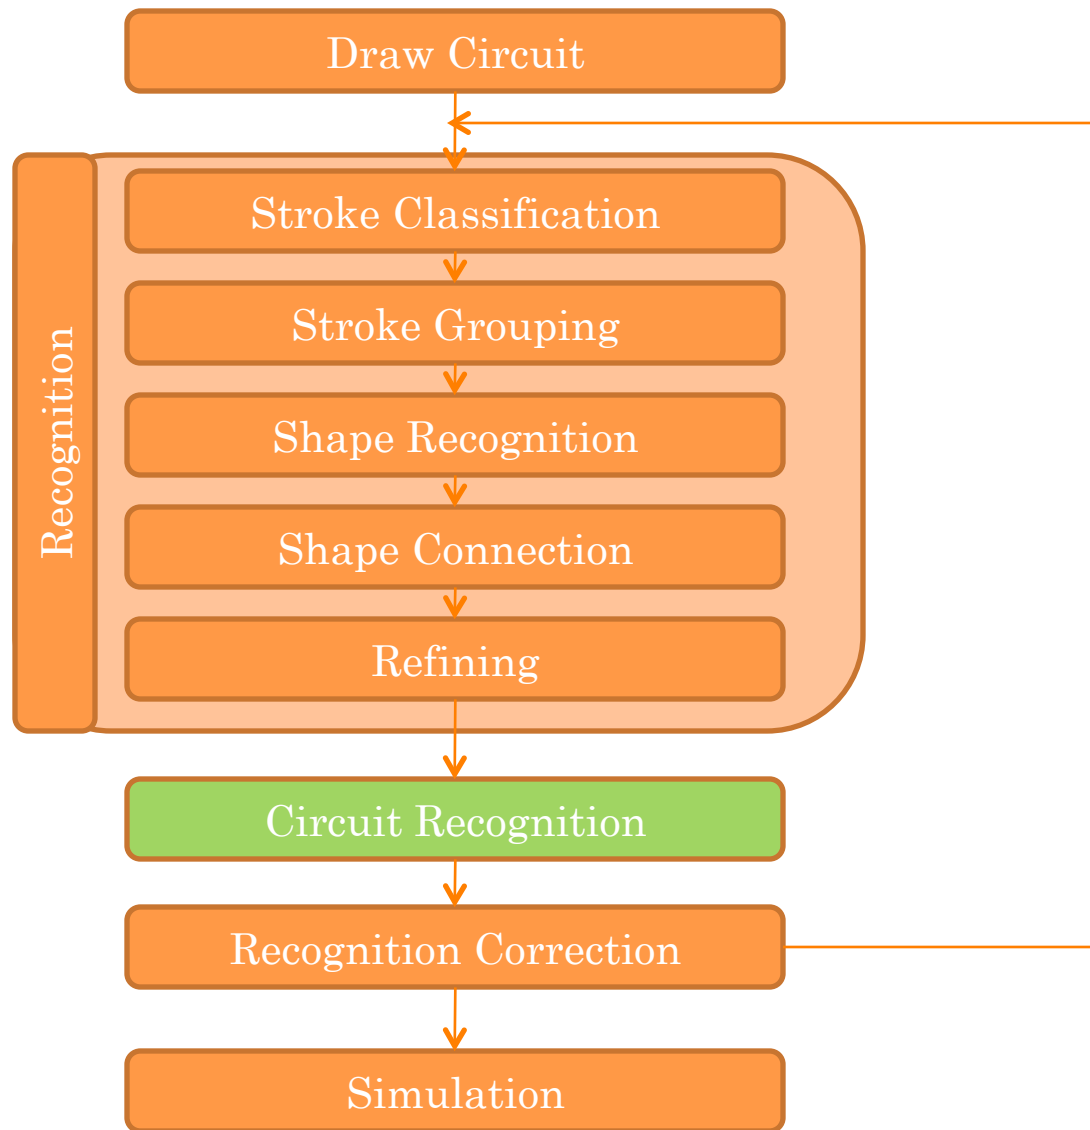 Draw Circuit
Recognition
Stroke Classification
Stroke Grouping
Shape Recognition
Shape Connection
Refining
Circuit Recognition
Recognition Correction
Simulation